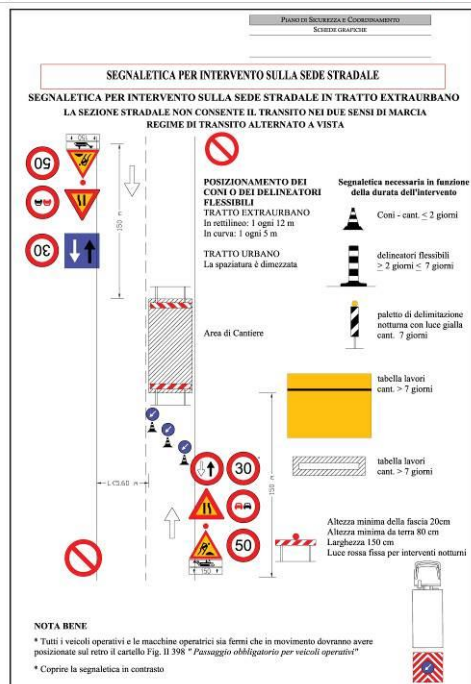 PIANO DI SICUREZZA E COORDINAMENTO
SCHEDE GRAFICHE
SEGNALETICA PER INTERVENTO SULLA SEDE STRADALE
SEGNALETICA PER INTERVENTO SULLA SEDE STRADALE IN TRATTO EXTRAURBANO
LA SEZIONE STRADALE NON CONSENTE IL TRANSITO NEI DUE SENSI DI MARCIA
REGIME DI TRANSITO ALTERNATO A VISTA
150
50
30
150 m
POSIZIONAMENTO DEI
CONI O DEI DELINEATORI
FLESSIBILI
TRATTO EXTRAURBANO
In rettilineo: 1 ogni 12 m
In curva: 1 ogni 5 m
TRATTO URBANO
La spaziatura è dimezzata
Segnaletica necessaria in funzione
della durata dell'intervento
Coni - cant. < 2 giorni
delineatori flessibili
> 2 giorni < 7 giorni
paletto di delimitazione
notturna con luce gialla
cant. 7 giorni
Area di Cantiere
tabella lavori
cant. > 7 giorni
tabella lavori
cant. > 7 giorni
L<5,60 m
30
50
150
150 m
Altezza minima della fascia 20cm
Altezza minima da terra 80 cm
Larghezza 150 cm
Luce rossa fissa per interventi notturni
NOTA BENE
* Tutti i veicoli operativi e le macchine operatrici sia fermi che in movimento dovranno avere
posizionate sul retro il cartello Fig. II 398 " Passaggio obbligatorio per veicoli operativi"
* Coprire la segnaletica in contrasto